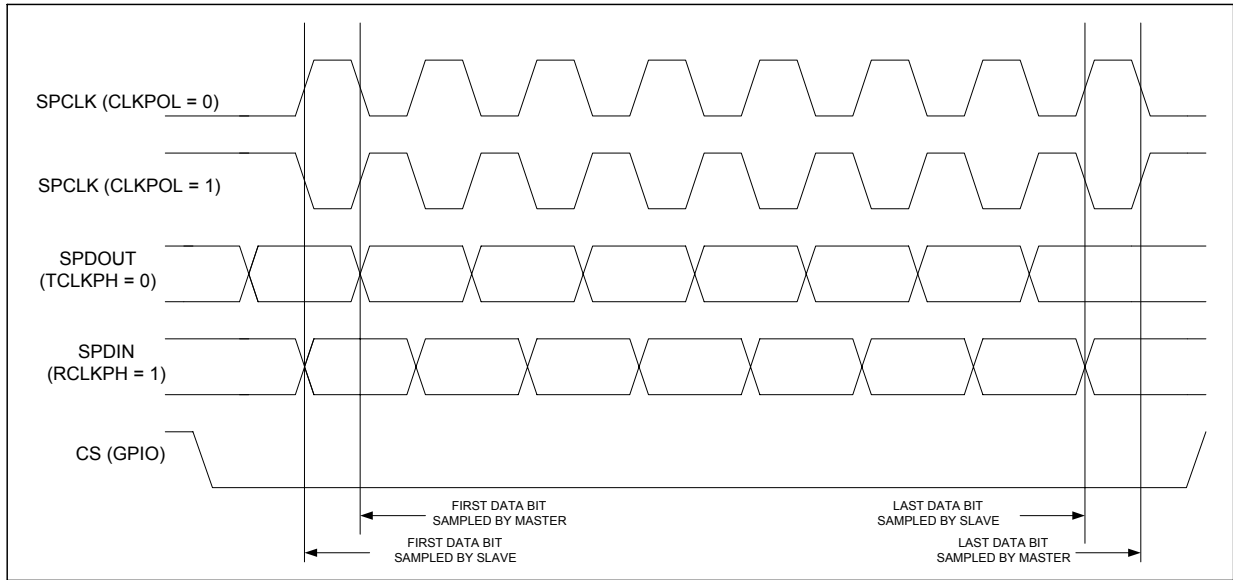 SPCLK (CLKPOL = 0)
SPCLK (CLKPOL = 1)
SPDOUT
(TCLKPH = 0)
SPDIN
(RCLKPH = 1)
CS (GPIO)
FIRST DATA BIT
SAMPLED BY MASTER
LAST DATA BIT
SAMPLED BY SLAVE
FIRST DATA BIT
SAMPLED BY SLAVE
LAST DATA BIT
SAMPLED BY MASTER